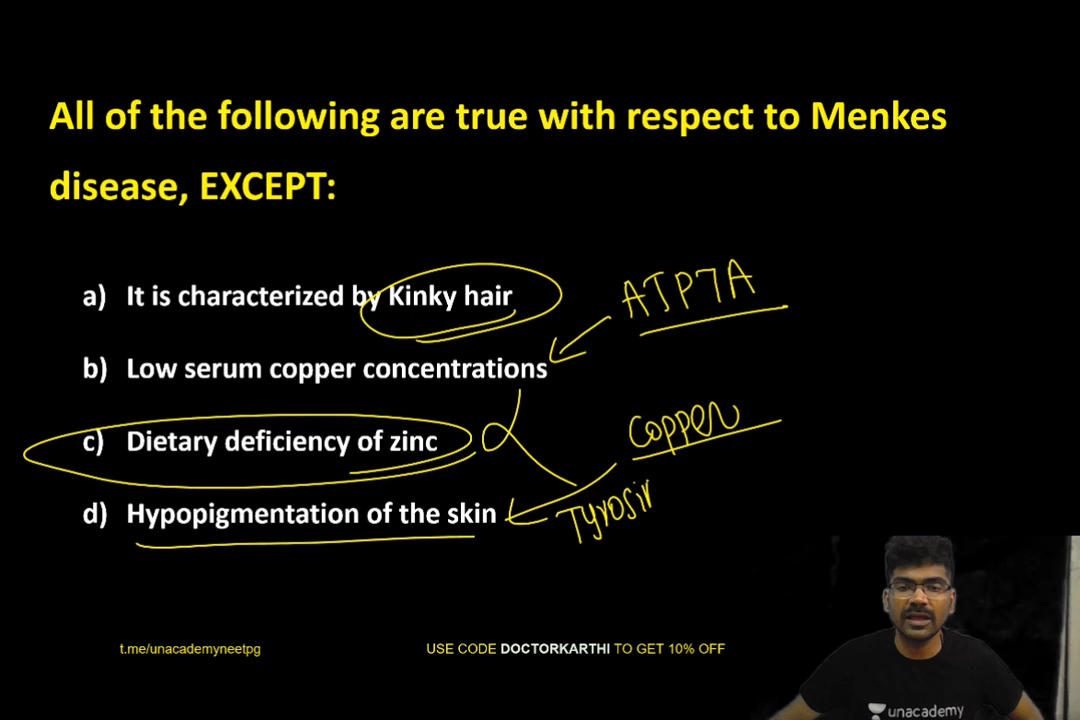 All of the following are true with respect to Menkes
disease, EXCEPT:
a) It is characterized by Kinky hair
ATP7A
b) Low serum copper concentrations
Copper
c) Dietary deficiency of zinc
d) Hypopigmentation of the skin
Tyrosin
t.me/unacademyneetpg
USE CODE DOCTORKARTHI TO GET 10% OFF
unacademy